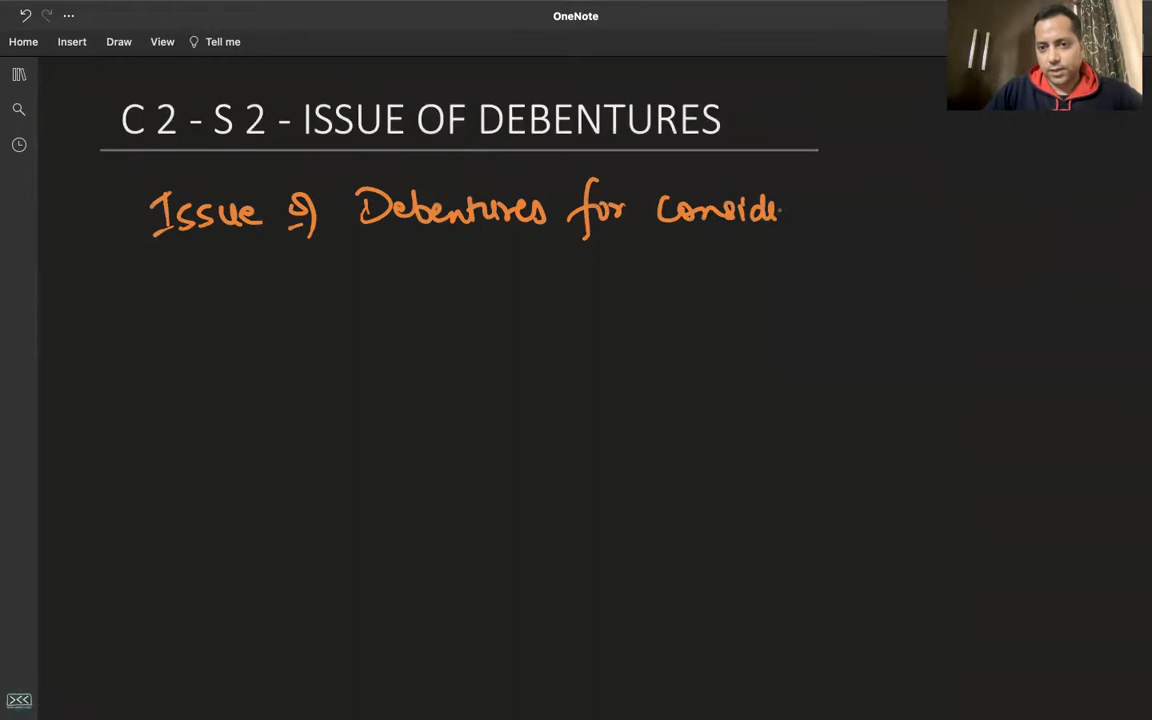 OneNote
Home Insert Draw View Tell me
C 2 - S 2 - ISSUE OF DEBENTURES
Issue of Debentures for conside